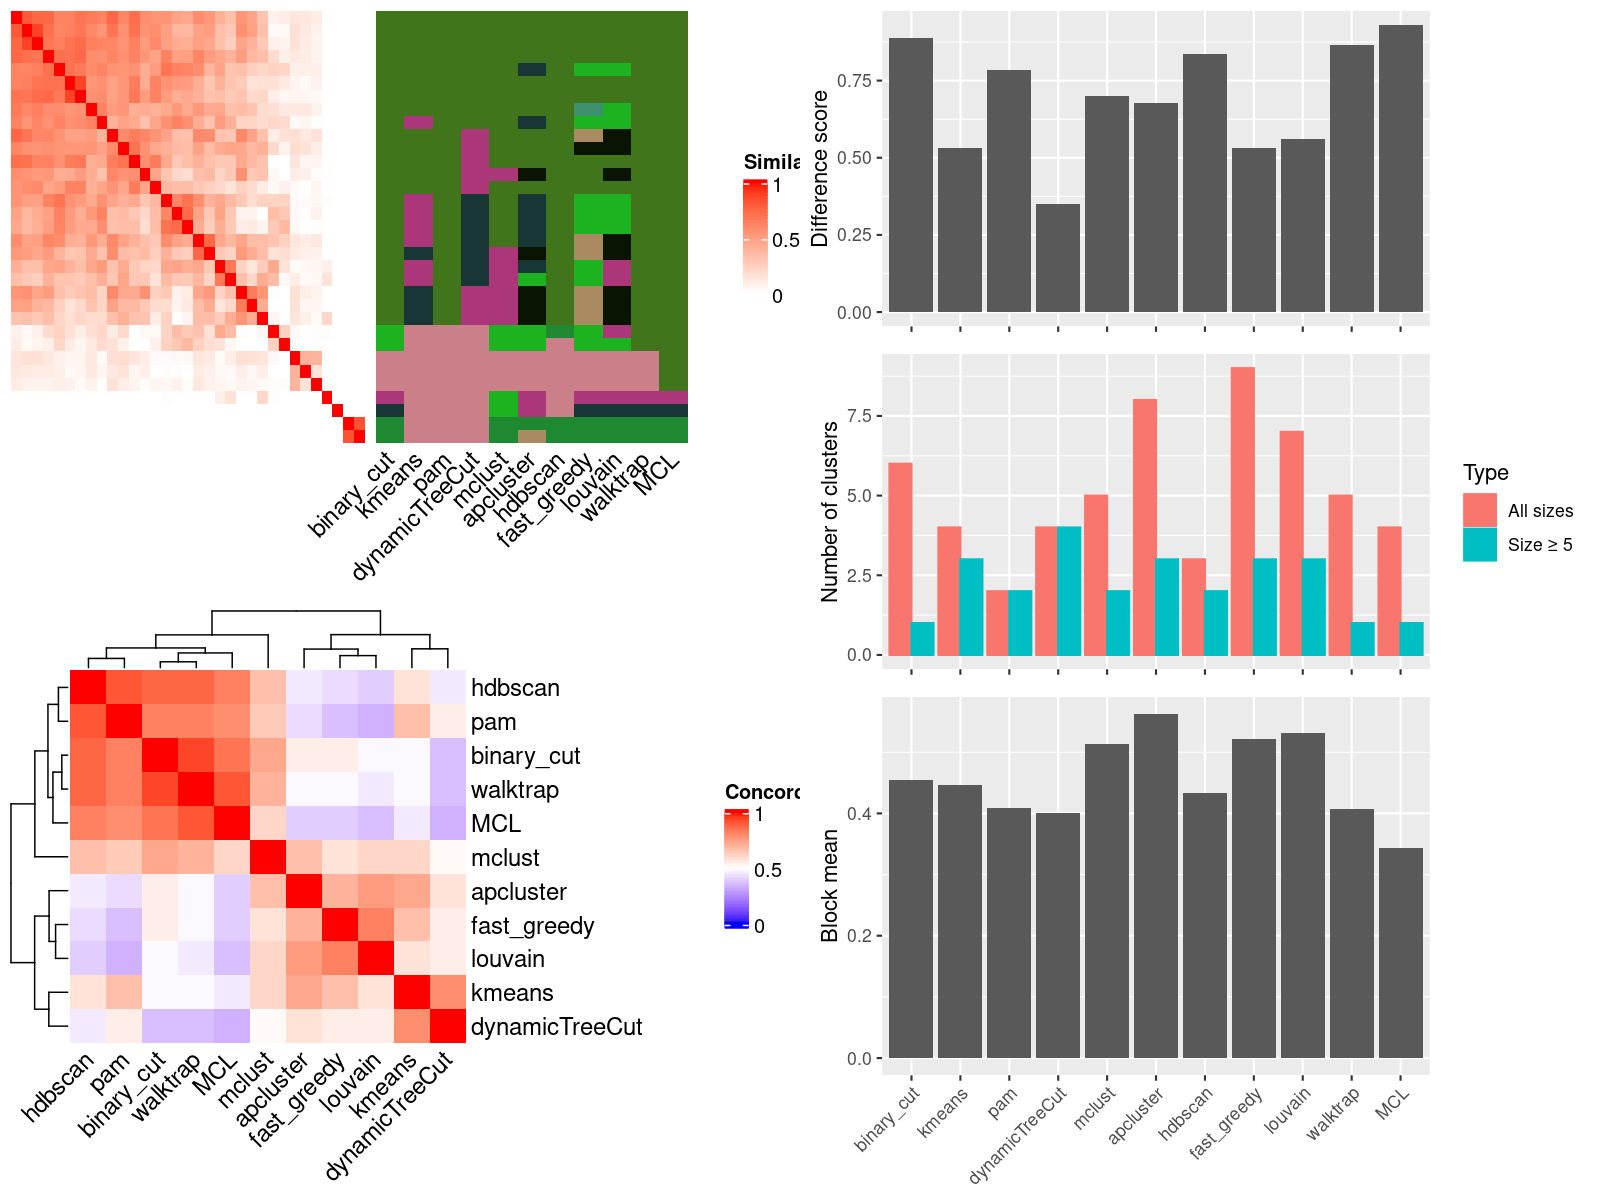 Simila
1
0.5
0
binary_cut
kmeans
pam
dynamicTreeCut
mclust
apcluster
hdbscan
fast_greedy
louvain
walktrap
MCL
hdbscan
pam
binary_cut
walktrap
MCL
mclust
apcluster
fast_greedy
louvain
kmeans
dynamicTreeCut
Concord
1
0.5
0
hdbscan
pam
binary_cut
walktrap
MCL
mclust
apcluster
fast_greedy
louvain
kmeans
dynamicTreeCut
Difference score
0.75
0.50
0.25
0.00
Number of clusters
7.5
5.0
2.5
0.0
Type
All sizes
Size ≥ 5
Block mean
0.4
0.2
0.0
binary_cut
kmeans
pam
dynamicTreeCut
mclust
apcluster
hdbscan
fast_greedy
louvain
walktrap
MCL